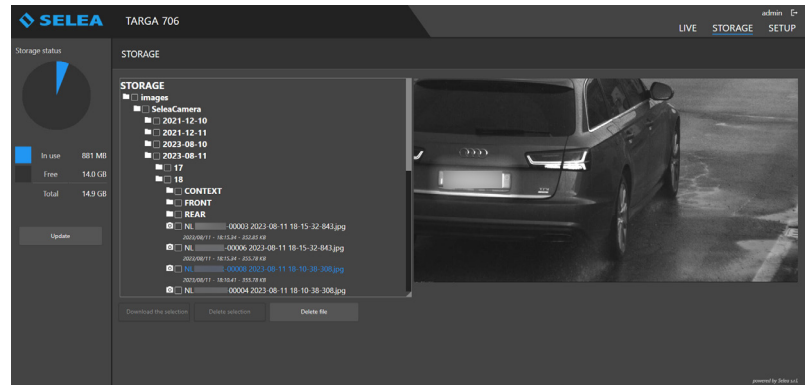 SELEA
TARGA 706
admin
LIVE STORAGE SETUP
Storage status
STORAGE
STORAGE
images
SeleaCamera
2021-12-10
2021-12-11
2023-08-10
2023-08-11
17
18
CONTEXT
FRONT
REAR
NL -00003 2023-08-11 18-15-32-843.jpg
2023/08/11 - 18:15.34 - 352.85 KB
NL -00006 2023-08-11 18-15-32-843.jpg
2023/08/11 - 18:15.34 - 355.78 KB
NL -00008 2023-08-11 18-10-38-308.jpg
2023/08/11 - 18:10.41 - 355.78 KB
NL 00004 2023-08-11 18-10-38-308.jpg
In use 881 MB
Free 14.0 GB
Total 14.9 GB
Update
Download the selection Delete selection Delete file
powered by Selea s.r.l.